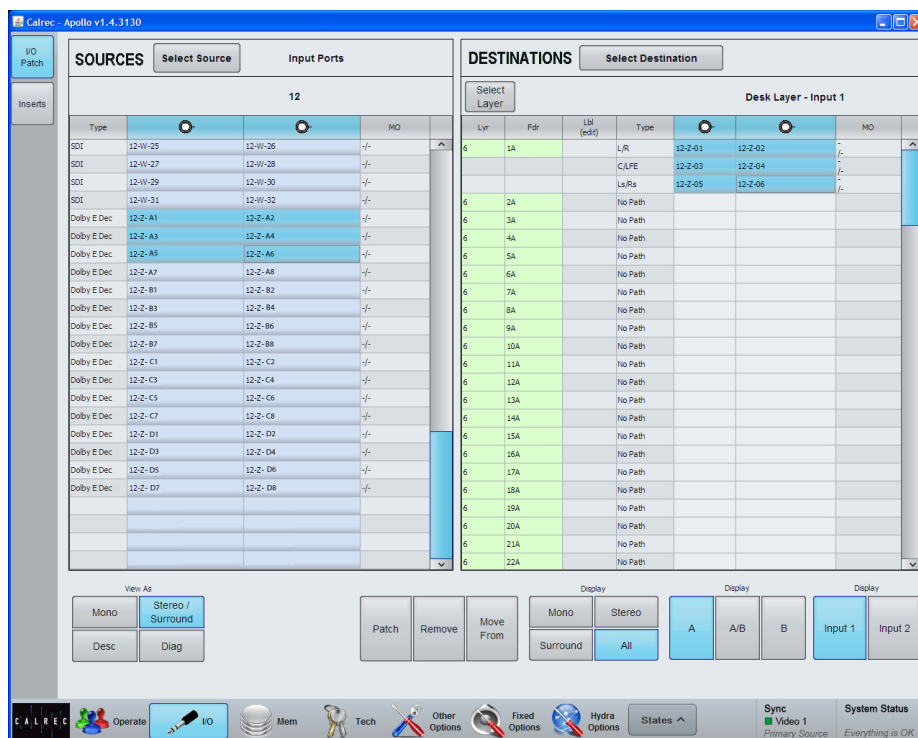 Calrec - Apollo v1.4.3130
I/O Patch
Inserts
SOURCES Select Source Input Ports
12
Type MO
SDI 12-W-25 12-W-26 -/-
SDI 12-W-27 12-W-28 -/-
SDI 12-W-29 12-W-30 -/-
SDI 12-W-31 12-W-32 -/-
Dolby E Dec 12-Z- A1 12-Z- A2 -/-
Dolby E Dec 12-Z- A3 12-Z- A4 -/-
Dolby E Dec 12-Z- A5 12-Z- A6 -/-
Dolby E Dec 12-Z- A7 12-Z- A8 -/-
Dolby E Dec 12-Z- B1 12-Z- B2 -/-
Dolby E Dec 12-Z- B3 12-Z- B4 -/-
Dolby E Dec 12-Z- B5 12-Z- B6 -/-
Dolby E Dec 12-Z- B7 12-Z- B8 -/-
Dolby E Dec 12-Z- C1 12-Z- C2 -/-
Dolby E Dec 12-Z- C3 12-Z- C4 -/-
Dolby E Dec 12-Z- C5 12-Z- C6 -/-
Dolby E Dec 12-Z- C7 12-Z- C8 -/-
Dolby E Dec 12-Z- D1 12-Z- D2 -/-
Dolby E Dec 12-Z- D3 12-Z- D4 -/-
Dolby E Dec 12-Z- D5 12-Z- D6 -/-
Dolby E Dec 12-Z- D7 12-Z- D8 -/-
DESTINATIONS Select Destination
Select Layer
Desk Layer - Input 1
Lyr Fdr Lbl (edit) Type MO
6 1A L/R 12-Z-01 12-Z-02 -/-
C/LFE 12-Z-03 12-Z-04 -/-
Ls/Rs 12-Z-05 12-Z-06 -/-
6 2A No Path
6 3A No Path
6 4A No Path
6 5A No Path
6 6A No Path
6 7A No Path
6 8A No Path
6 9A No Path
6 10A No Path
6 11A No Path
6 12A No Path
6 13A No Path
6 14A No Path
6 15A No Path
6 16A No Path
6 17A No Path
6 18A No Path
6 19A No Path
6 20A No Path
6 21A No Path
6 22A No Path
View As
Mono
Stereo / Surround
Desc
Diag
Patch
Remove
Move From
Display
Mono
Stereo
Surround
All
Display
A
A/B
B
Display
Input 1
Input 2
CALREC
Operate
I/O
Mem
Tech
Other Options
Fixed Options
Hydra Options
States
Sync
Video 1
Primary Source
System Status
Everything is OK